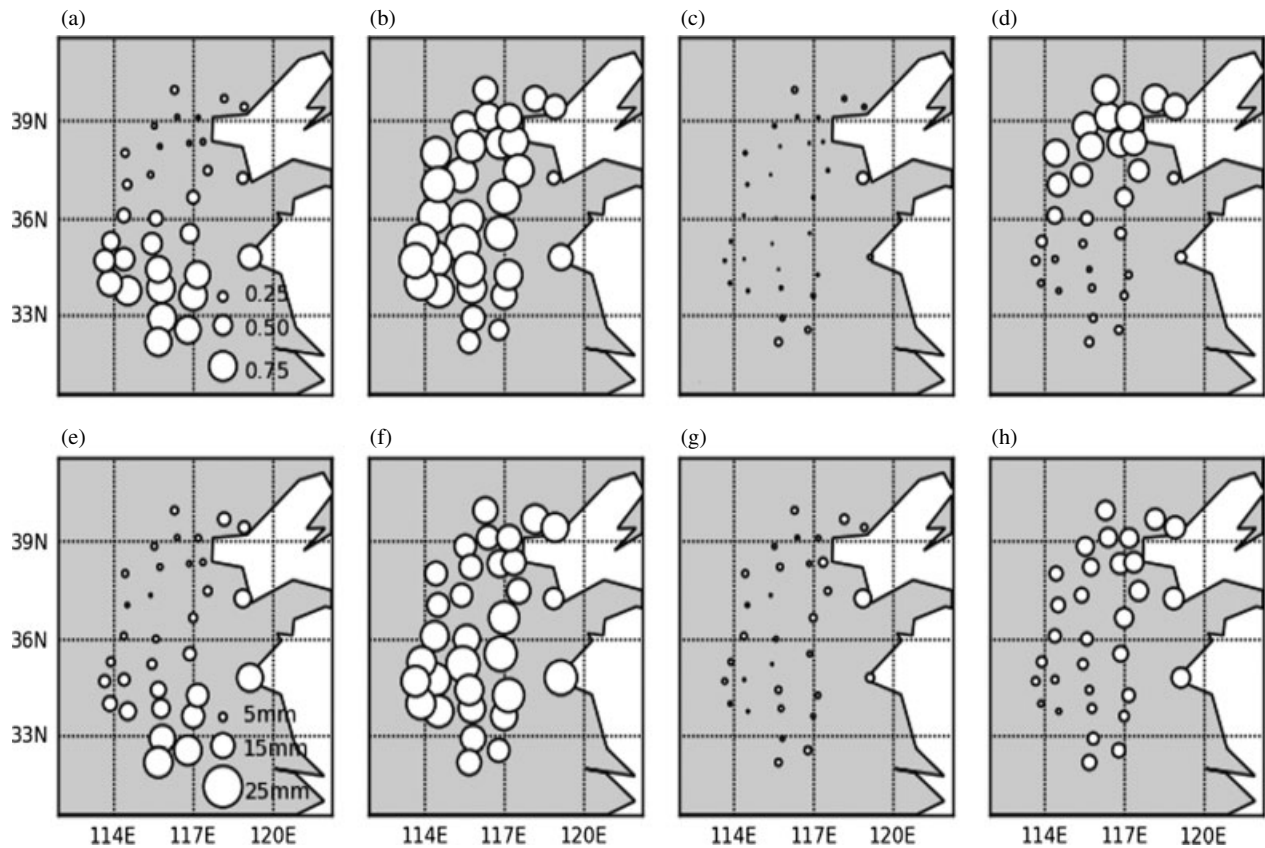 (a) (b) (c) (d)
39N
36N
33N
0.25
0.50
0.75
(e) (f) (g) (h)
39N
36N
33N
5mm
15mm
25mm
114E 117E 120E 114E 117E 120E 114E 117E 120E 114E 117E 120E